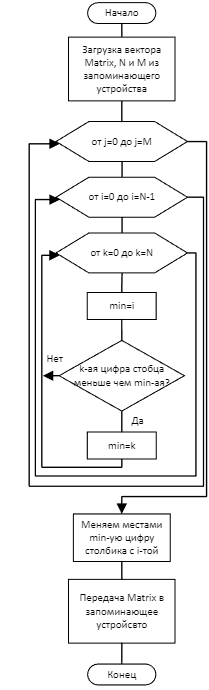 Начало
Загрузка вектора
Matrix, N и M из
запоминающего
устройства
от j=0 до j=M
от i=0 до i=N-1
от k=0 до k=N
min=i
Нет
k-ая цифра стобца
меньше чем min-ая?
Да
min=k
Меняем местами
min-ую цифру
столбика с i-той
Передача Matrix в
запоминающее
устройсвто
Конец